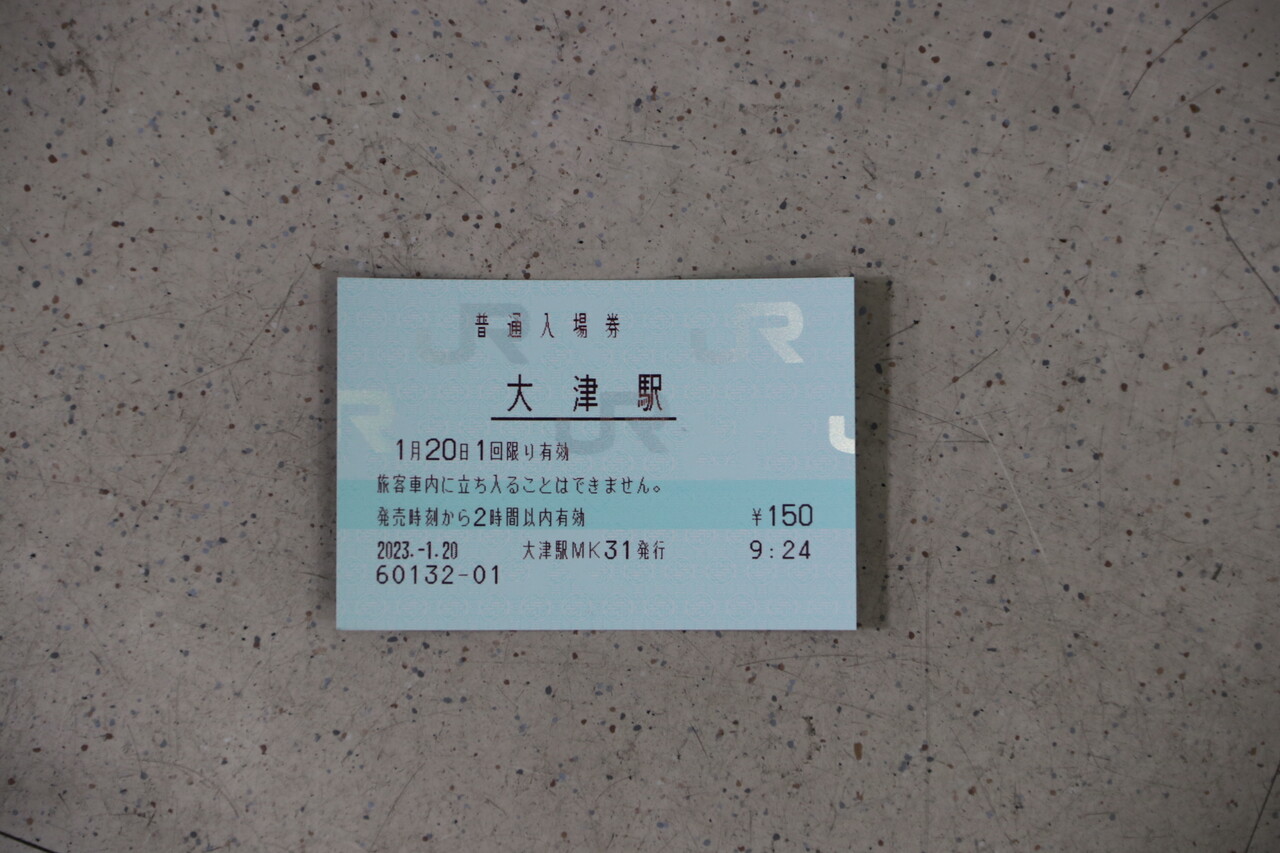 普通入場券
大津駅
1月20日1回限り有効
旅客車内に立ち入ることはできません。
発売時刻から2時間以内有効 ¥150
2023.-1.20 大津駅MK31発行 9:24
60132-01
JR JR
R JR J